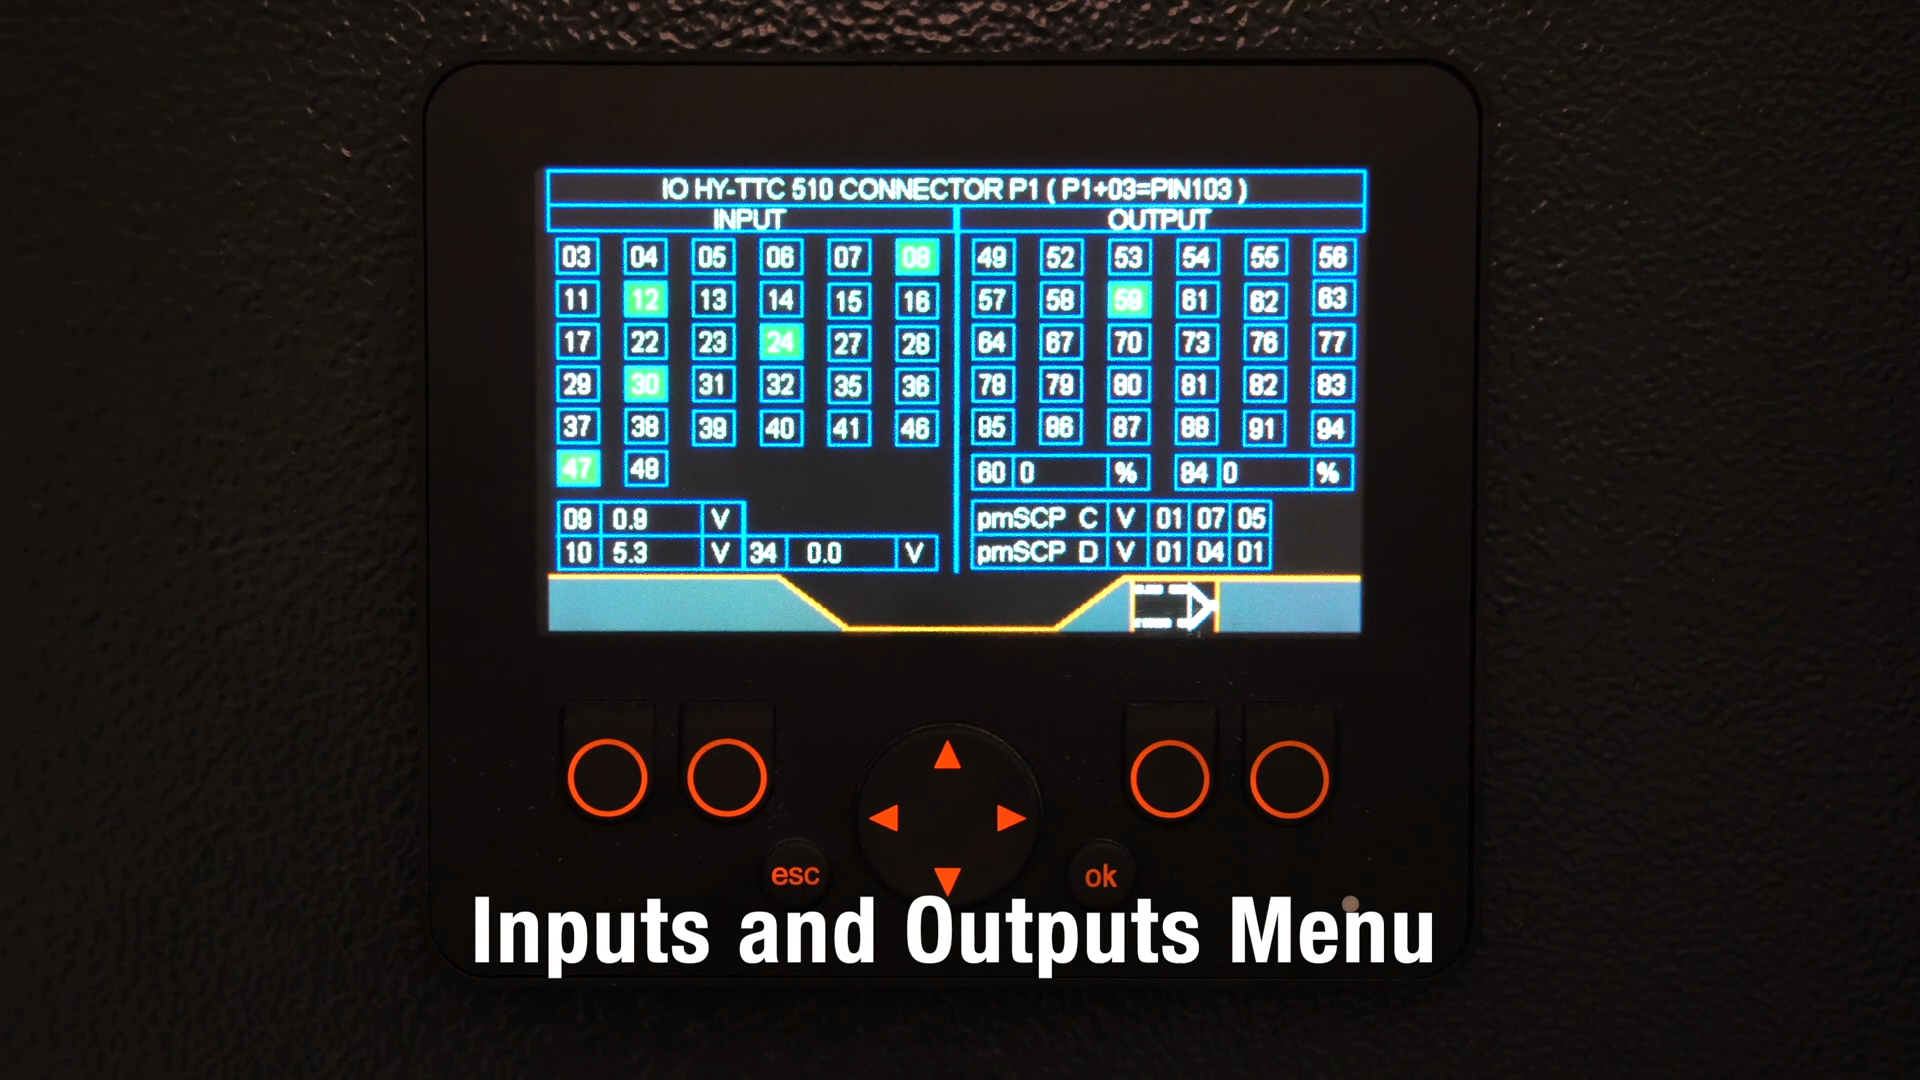 IO HY-TTC 510 CONNECTOR P1 ( P1+03=PIN103 )
INPUT OUTPUT
03 04 05 06 07 08 49 52 53 54 55 56
11 12 13 14 15 16 57 58 59 61 62 63
17 22 23 24 27 28 64 67 70 73 76 77
29 30 31 32 35 36 78 79 80 81 82 83
37 38 39 40 41 46 85 86 87 88 91 94
47 48 60 0 % 84 0 %
09 0.9 V pmSCP C V 01 07 05
10 5.3 V 34 0.0 V pmSCP D V 01 04 01
esc ok
Inputs and Outputs Menu